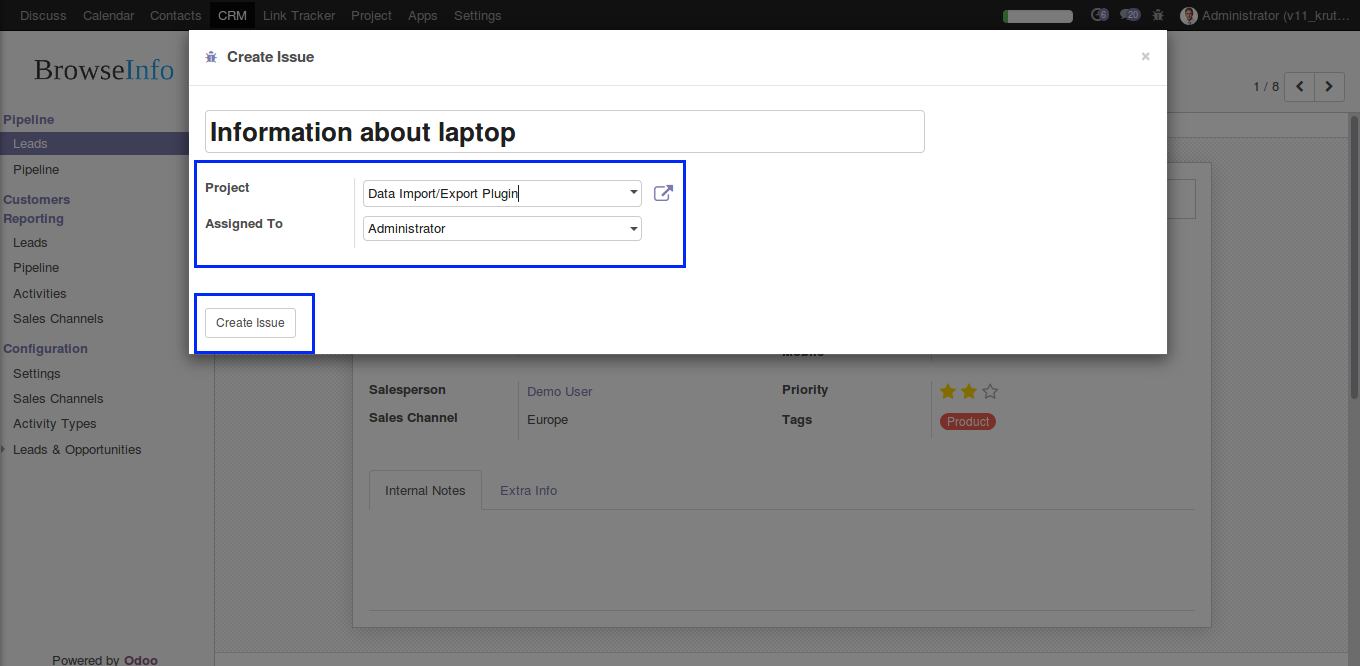 Discuss Calendar Contacts CRM Link Tracker Project Apps Settings 6 20 Administrator (v11_krut...
BrowseInfo
Create Issue ×
1 / 8
Pipeline
Leads
Pipeline
Customers
Reporting
Leads
Pipeline
Activities
Sales Channels
Configuration
Settings
Sales Channels
Activity Types
Leads & Opportunities
Powered by Odoo
Information about laptop
Project Data Import/Export Plugin
Assigned To Administrator
Create Issue
Mobile
Salesperson Demo User Priority
Sales Channel Europe Tags Product
Internal Notes Extra Info